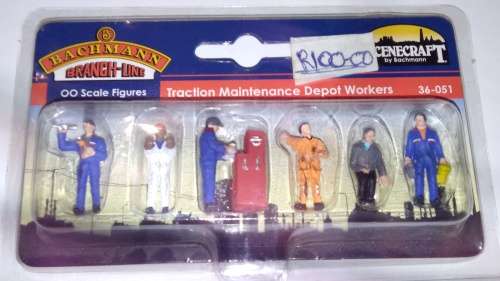 BACHMANN
BRANCH-LINE
OO Scale Figures
R100-00
SCENECRAFT
by Bachmann
Traction Maintenance Depot Workers
36-051